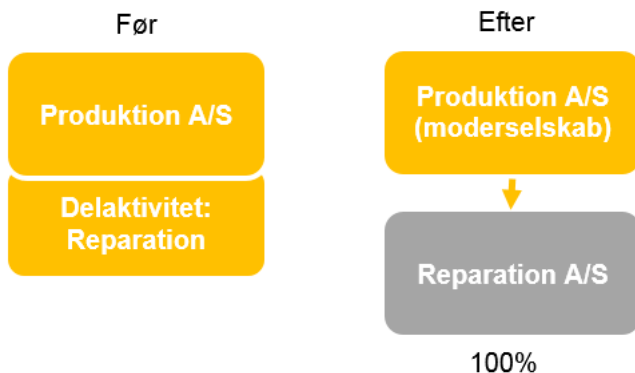 Før
Produktion A/S
Delaktivitet:
Reparation
Efter
Produktion A/S
(moderselskab)
Reparation A/S
100%